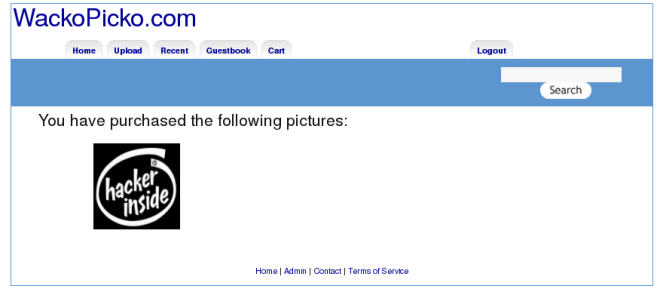 WackoPicko.com
Home Upload Recent Guestbook Cart Logout
Search
You have purchased the following pictures:
hacker
inside
Home | Admin | Contact | Terms of Service